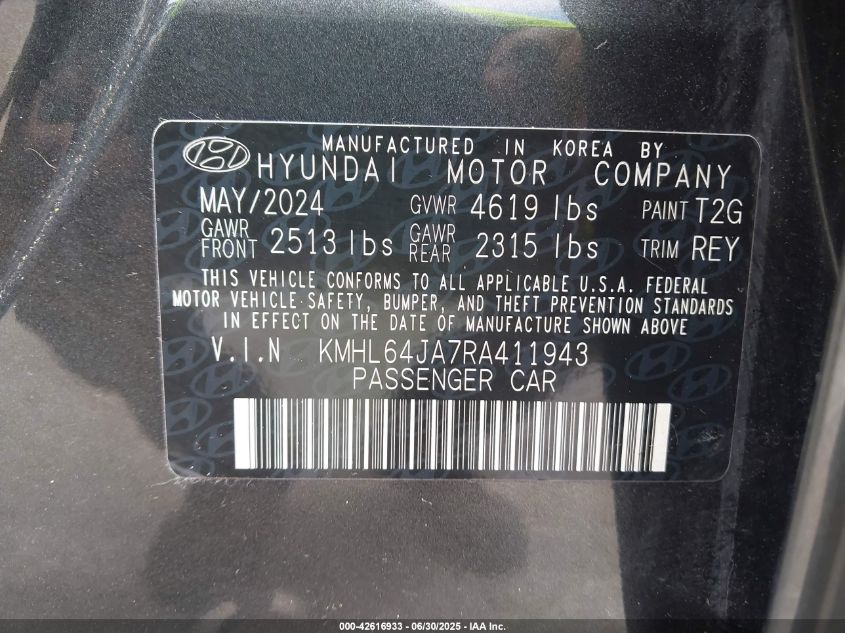 MANUFACTURED IN KOREA BY
HYUNDAI MOTOR COMPANY
MAY/2024 GVWR 4619 lbs PAINT T2G
GAWR FRONT 2513 lbs GAWR REAR 2315 lbs TRIM REY
THIS VEHICLE CONFORMS TO ALL APPLICABLE U.S.A. FEDERAL
MOTOR VEHICLE SAFETY, BUMPER, AND THEFT PREVENTION STANDARDS
IN EFFECT ON THE DATE OF MANUFACTURE SHOWN ABOVE
V.I.N KMHL64JA7RA411943
PASSENGER CAR
000-42616933 - 06/30/2025 - IAA Inc.